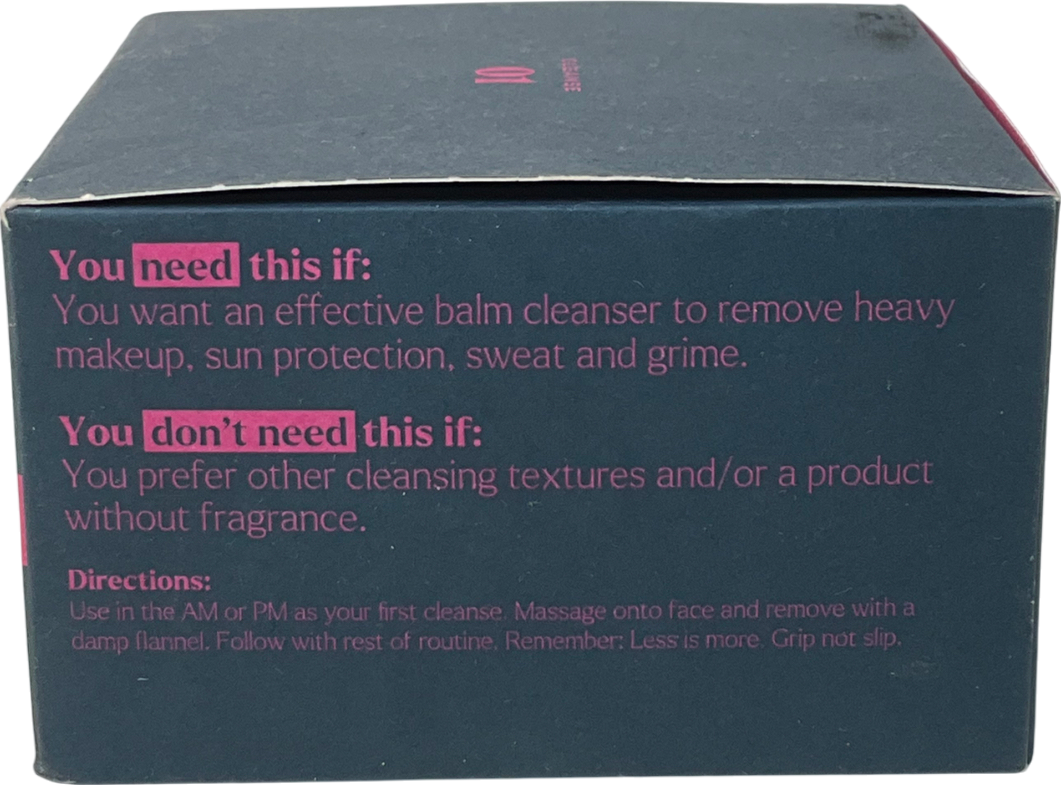 01
CLEANSE
You need this if:
You want an effective balm cleanser to remove heavy
makeup, sun protection, sweat and grime.
You don't need this if:
You prefer other cleansing textures and/or a product
without fragrance.
Directions:
Use in the AM or PM as your first cleanse. Massage onto face and remove with a
damp flannel. Follow with rest of routine. Remember: Less is more. Grip not slip.